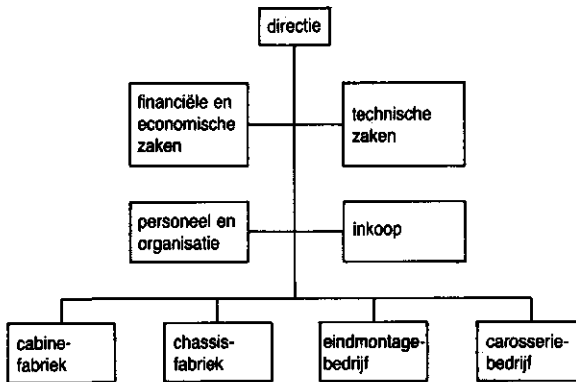 directie
financiële en
economische
zaken
technische
zaken
personeel en
organisatie
inkoop
cabine-
fabriek
chassis-
fabriek
eindmontage-
bedrijf
carosserie-
bedrijf